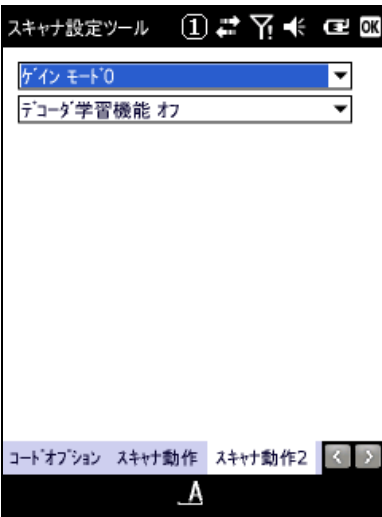 スキャナ設定ツール 1 OK
ｹﾞｲﾝ ﾓｰﾄﾞ0
ﾃﾞｺｰﾀﾞ学習機能 ｵﾌ
ｺｰﾄﾞｵﾌﾟｼｮﾝ ｽｷｬﾅ動作 ｽｷｬﾅ動作2 < >
A